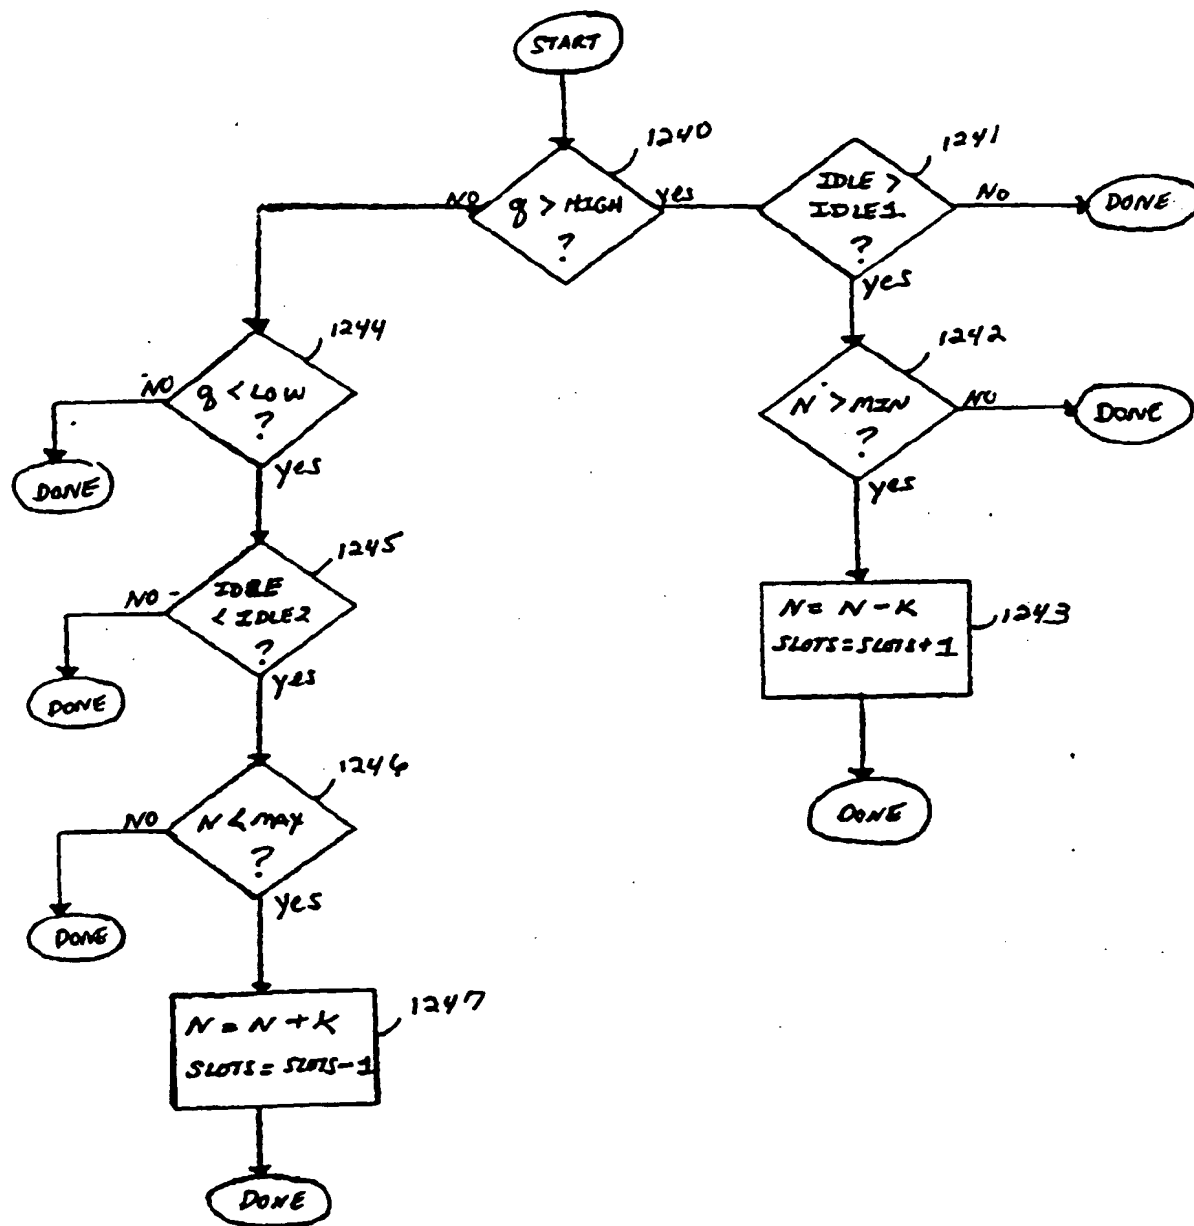 START
1240
q > HIGH
?
NO
yes
1241
IDLE >
IDLE1
?
NO
DONE
yes
1242
N > MIN
?
NO
DONE
yes
N = N - K
SLOTS = SLOTS + 1
1243
DONE
1244
q < LOW
?
NO
DONE
yes
1245
IDLE
< IDLE2
?
NO
DONE
yes
1246
N < MAX
?
NO
DONE
yes
N = N + K
SLOTS = SLOTS - 1
1247
DONE